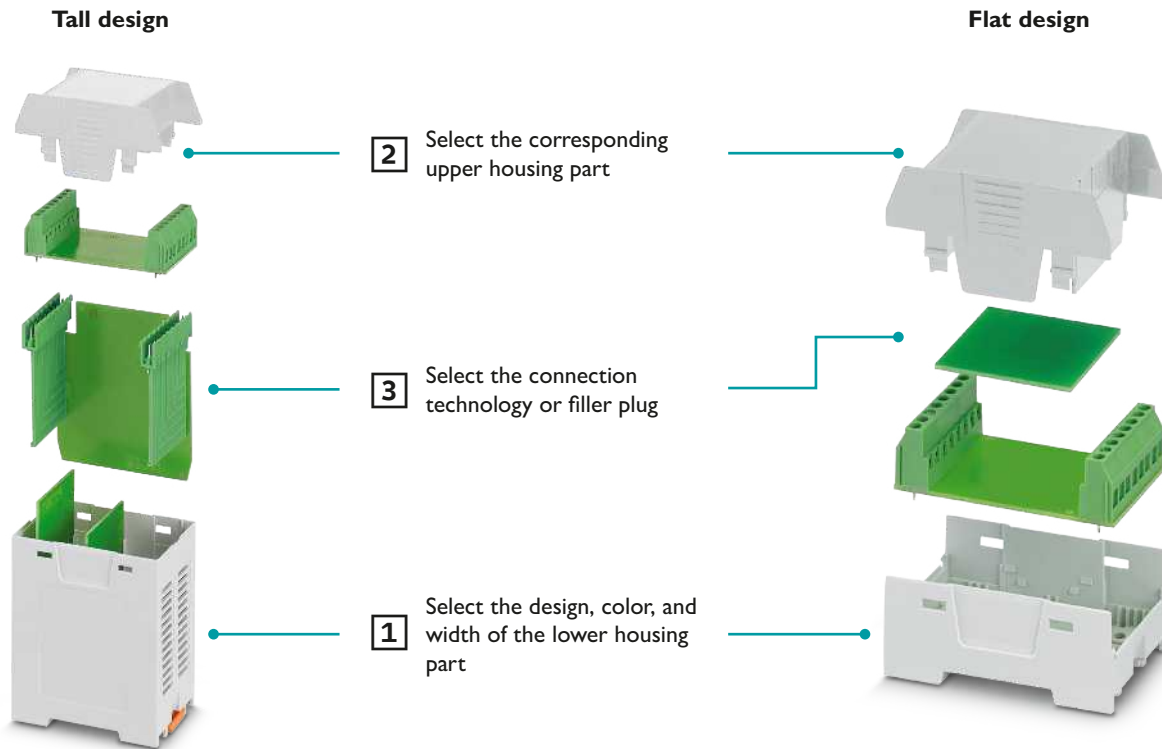 Tall design
Flat design
2
Select the corresponding
upper housing part
3
Select the connection
technology or filler plug
1
Select the design, color, and
width of the lower housing
part